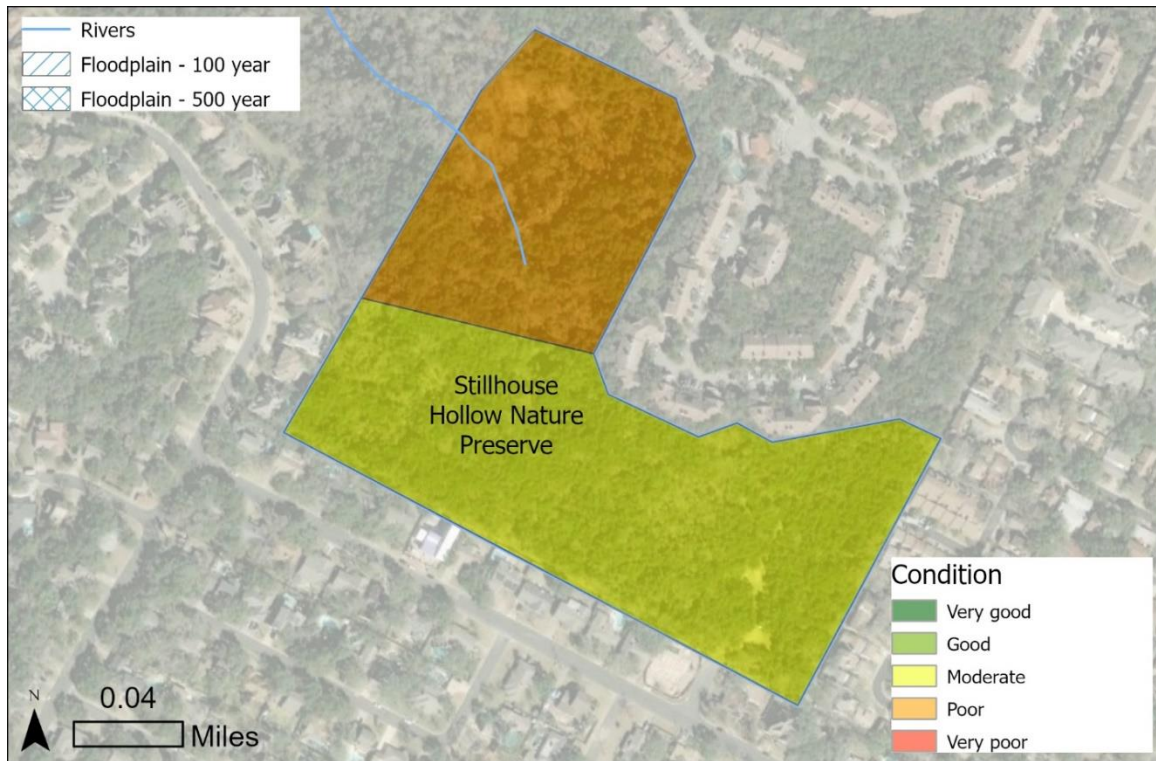 Rivers
Floodplain - 100 year
Floodplain - 500 year
Stillhouse
Hollow Nature
Preserve
Condition
Very good
Good
Moderate
Poor
Very poor
N
0.04
Miles